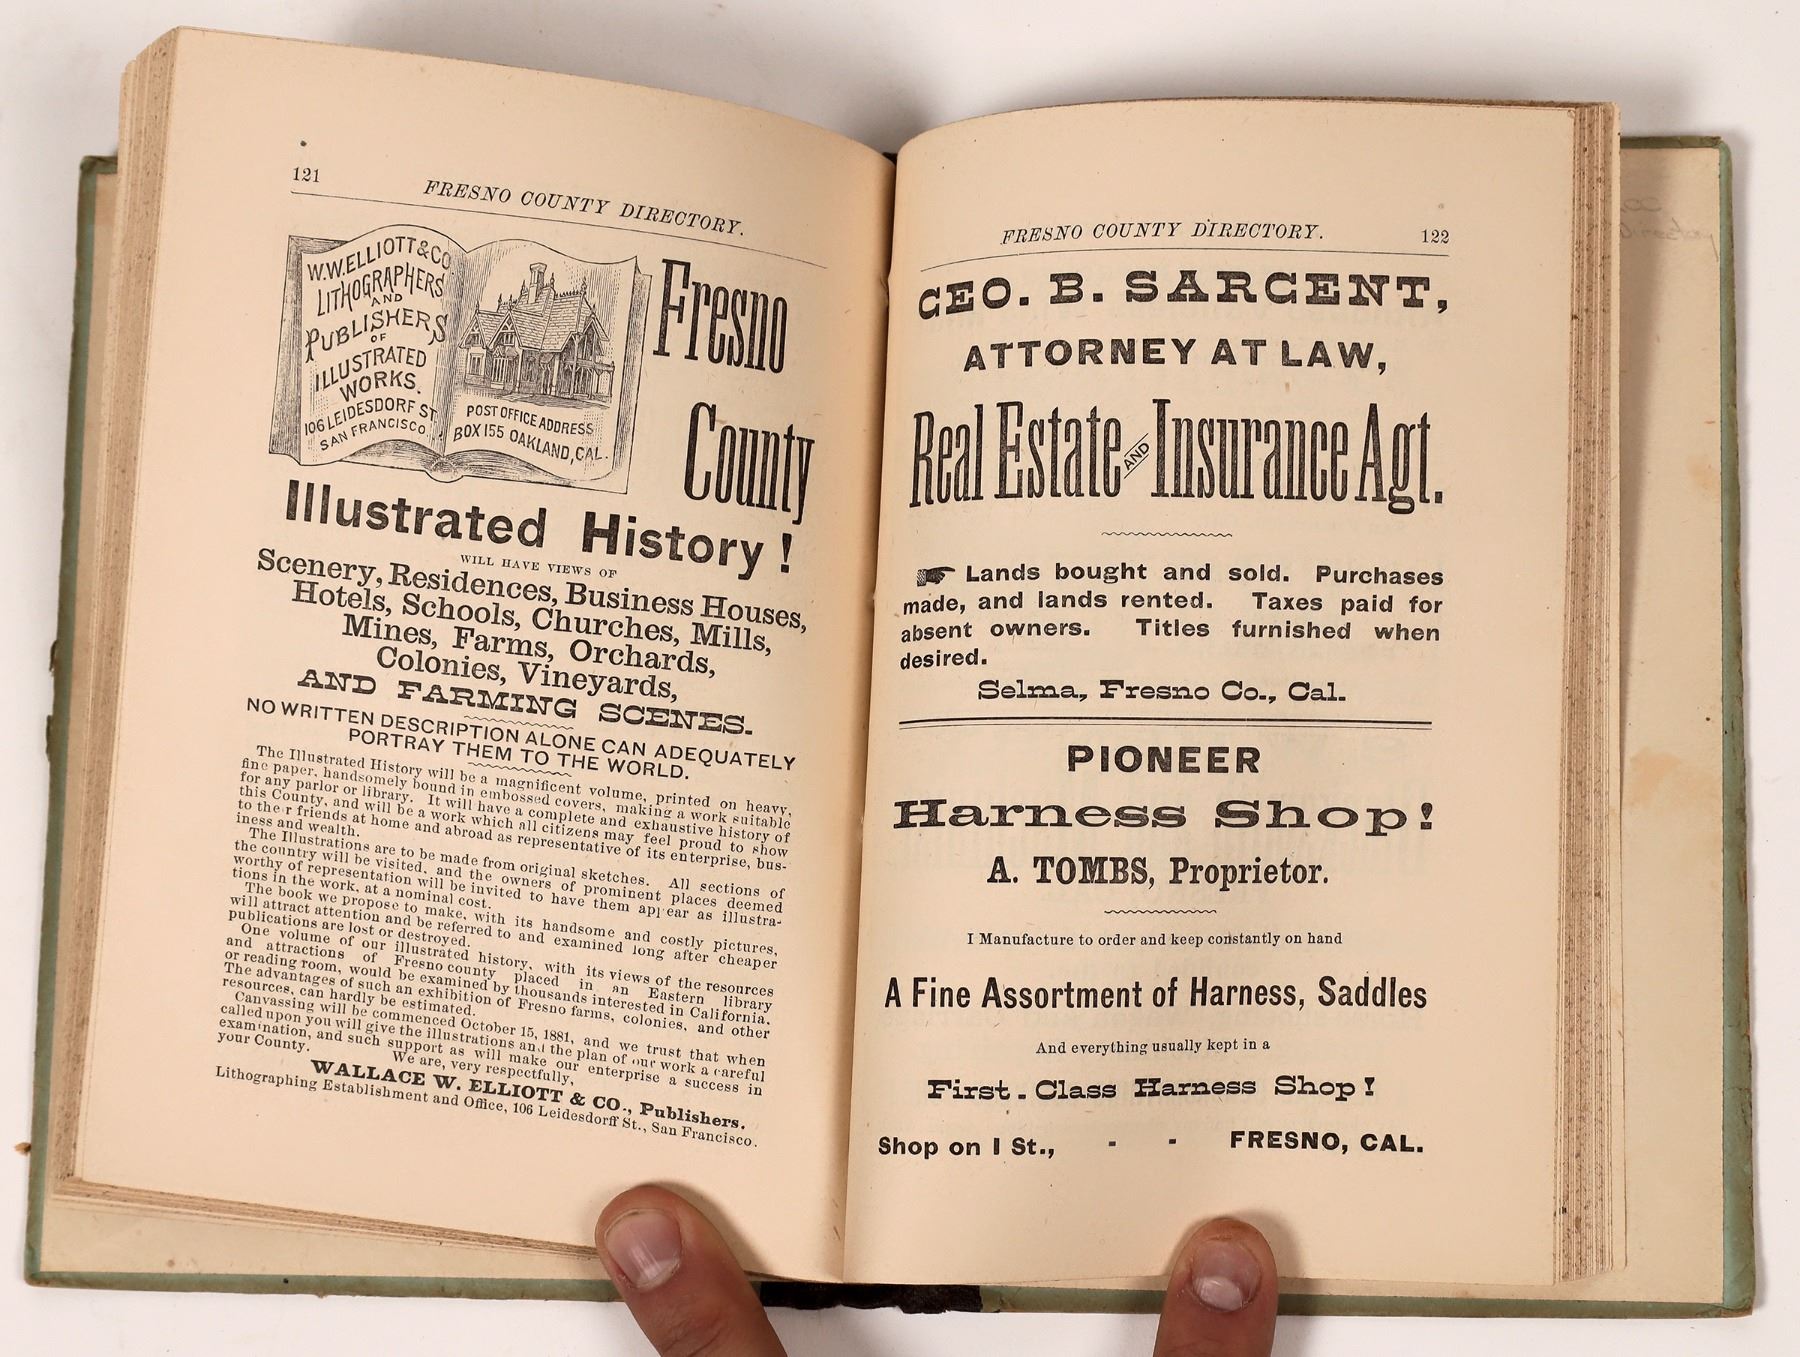 121
FRESNO COUNTY DIRECTORY.
W. W. ELLIOTT & CO.
LITHOGRAPHERS
AND
PUBLISHERS
OF
ILLUSTRATED
WORKS.
106 LEIDESDORF ST
SAN FRANCISCO.
POST OFFICE ADDRESS
BOX 155 OAKLAND, CAL.
Fresno
County
Illustrated History!
WILL HAVE VIEWS OF
Scenery, Residences, Business Houses,
Hotels, Schools, Churches, Mills,
Mines, Farms, Orchards,
Colonies, Vineyards,
AND FARMING SCENES.
NO WRITTEN DESCRIPTION ALONE CAN ADEQUATELY
PORTRAY THEM TO THE WORLD.
The Illustrated History will be a magnificent volume, printed on heavy,
fine paper, handsomely bound in embossed covers, making a work suitable
for any parlor or library. It will have a complete and exhaustive history of
this County, and will be a work which all citizens may feel proud to show
to the r friends at home and abroad as representative of its enterprise, bus-
iness and wealth.
The Illustrations are to be made from original sketches. All sections of
the country will be visited, and the owners of prominent places deemed
worthy of representation will be invited to have them appear as illustra-
tions in the work, at a nominal cost.
The book we propose to make, with its handsome and costly pictures,
will attract attention and be referred to and examined long after cheaper
publications are lost or destroyed.
One volume of our illustrated history, with its views of the resources
and attractions of Fresno county placed in an Eastern library
or reading room, would be examined by thousands interested in California.
The advantages of such an exhibition of Fresno farms, colonies, and other
resources, can hardly be estimated.
Canvassing will be commenced October 15, 1881, and we trust that when
called upon you will give the illustrations and the plan of our work a careful
examination, and such support as will make our enterprise a success in
your County.
We are, very respectfully,
WALLACE W. ELLIOTT & CO., Publishers.
Lithographing Establishment and Office, 106 Leidesdorff St., San Francisco.
FRESNO COUNTY DIRECTORY.
122
GEO. B. SARGENT,
ATTORNEY AT LAW,
Real Estate AND Insurance Agt.
☛ Lands bought and sold. Purchases
made, and lands rented. Taxes paid for
absent owners. Titles furnished when
desired.
Selma, Fresno Co., Cal.
PIONEER
Harness Shop!
A. TOMBS, Proprietor.
I Manufacture to order and keep constantly on hand
A Fine Assortment of Harness, Saddles
And everything usually kept in a
First-Class Harness Shop!
Shop on I St., - - FRESNO, CAL.